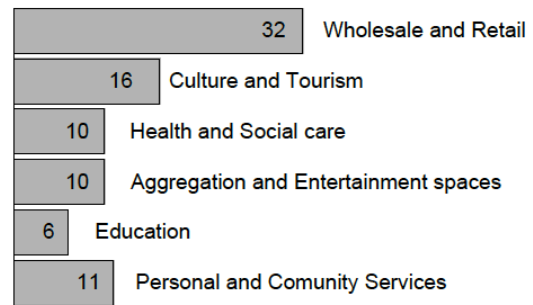 32 Wholesale and Retail
16 Culture and Tourism
10 Health and Social care
10 Aggregation and Entertainment spaces
6 Education
11 Personal and Comunity Services